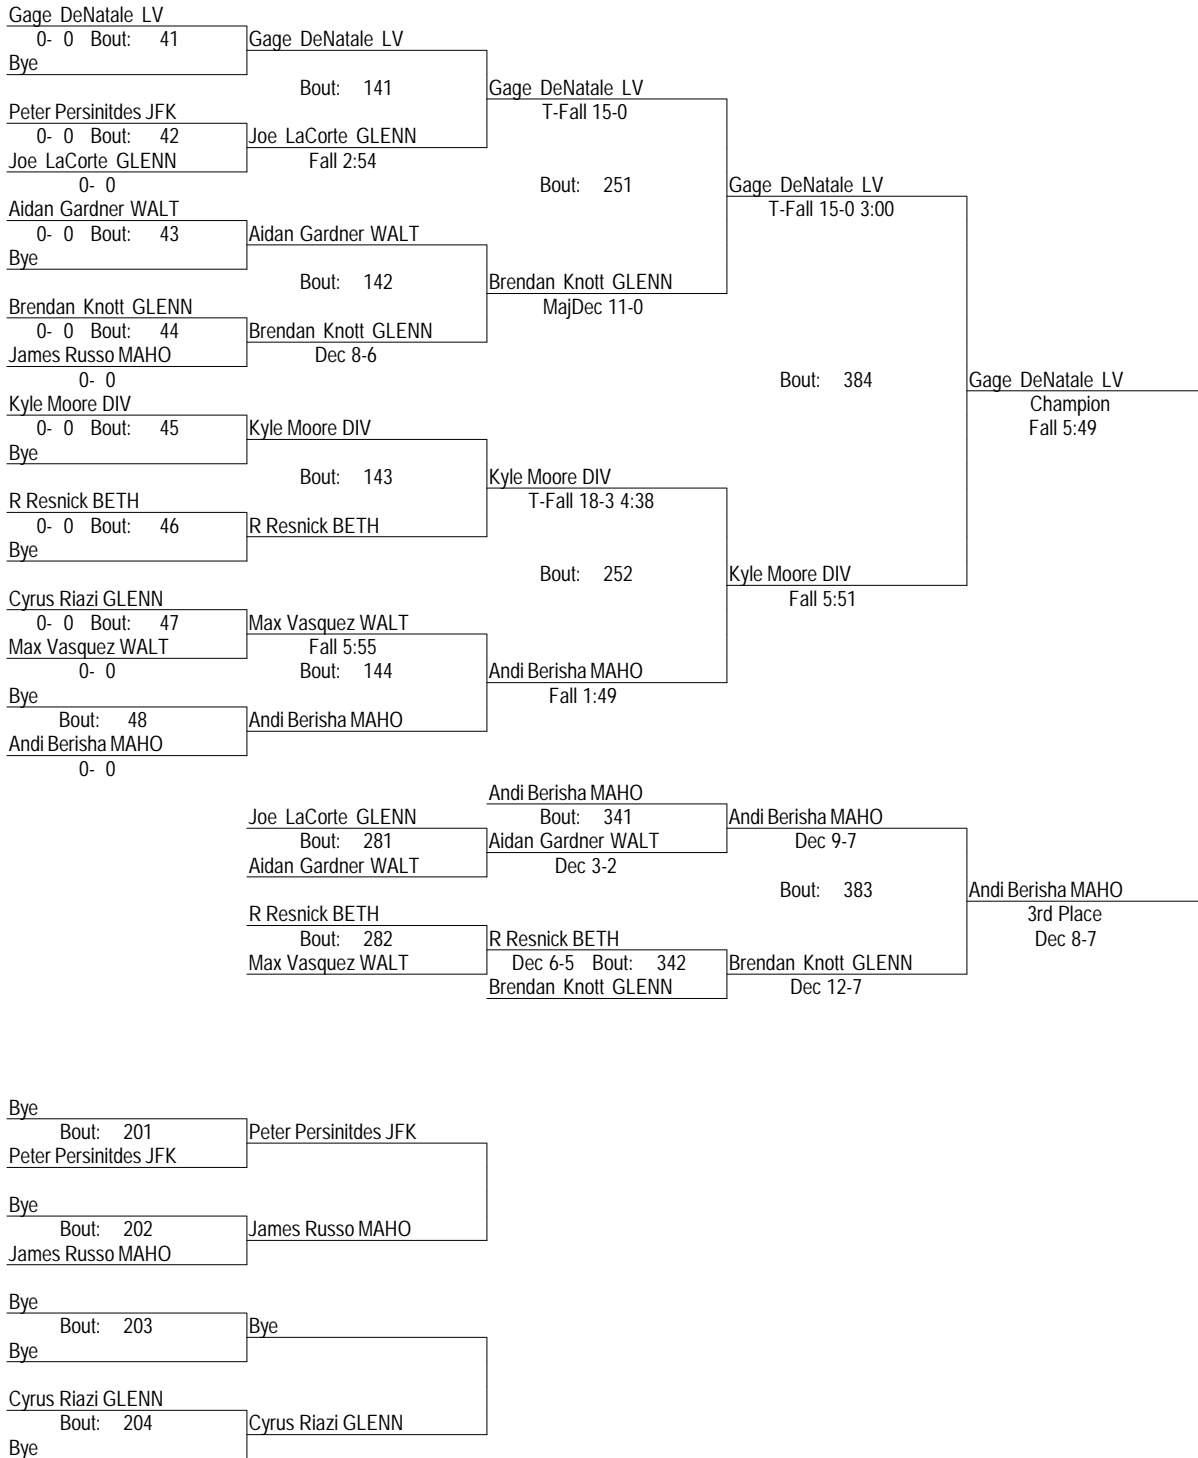 Gage DeNatale LV
0- 0 Bout: 41
Bye
Gage DeNatale LV
Bout: 141
Peter Persinitdes JFK
0- 0 Bout: 42
Joe LaCorte GLENN
0- 0
Joe LaCorte GLENN
Fall 2:54
Gage DeNatale LV
T-Fall 15-0
Bout: 251
Aidan Gardner WALT
0- 0 Bout: 43
Bye
Aidan Gardner WALT
Bout: 142
Brendan Knott GLENN
0- 0 Bout: 44
James Russo MAHO
0- 0
Brendan Knott GLENN
Dec 8-6
Brendan Knott GLENN
MajDec 11-0
Gage DeNatale LV
T-Fall 15-0 3:00
Bout: 384
Gage DeNatale LV
Champion
Fall 5:49
Kyle Moore DIV
0- 0 Bout: 45
Bye
Kyle Moore DIV
Bout: 143
R Resnick BETH
0- 0 Bout: 46
Bye
R Resnick BETH
Kyle Moore DIV
T-Fall 18-3 4:38
Bout: 252
Kyle Moore DIV
Fall 5:51
Cyrus Riazi GLENN
0- 0 Bout: 47
Max Vasquez WALT
0- 0
Max Vasquez WALT
Fall 5:55
Bout: 144
Bye
Bout: 48
Andi Berisha MAHO
0- 0
Andi Berisha MAHO
Andi Berisha MAHO
Fall 1:49
Joe LaCorte GLENN
Bout: 281
Aidan Gardner WALT
Andi Berisha MAHO
Bout: 341
Aidan Gardner WALT
Dec 3-2
Andi Berisha MAHO
Dec 9-7
Bout: 383
Andi Berisha MAHO
3rd Place
Dec 8-7
R Resnick BETH
Bout: 282
Max Vasquez WALT
R Resnick BETH
Dec 6-5 Bout: 342
Brendan Knott GLENN
Brendan Knott GLENN
Dec 12-7
Bye
Bout: 201
Peter Persinitdes JFK
Peter Persinitdes JFK
Bye
Bout: 202
James Russo MAHO
James Russo MAHO
Bye
Bout: 203
Bye
Bye
Cyrus Riazi GLENN
Bout: 204
Bye
Cyrus Riazi GLENN